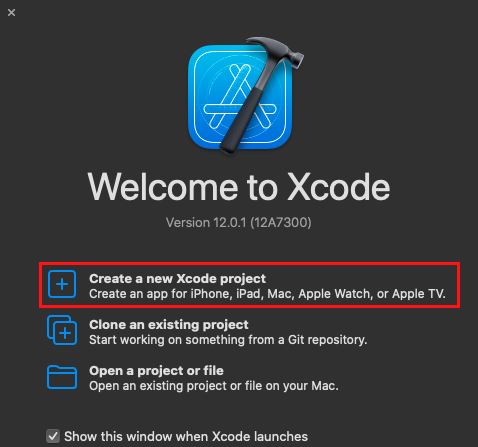 Welcome to Xcode
Version 12.0.1 (12A7300)
Create a new Xcode project
Create an app for iPhone, iPad, Mac, Apple Watch, or Apple TV.
Clone an existing project
Start working on something from a Git repository.
Open a project or file
Open an existing project or file on your Mac.
Show this window when Xcode launches